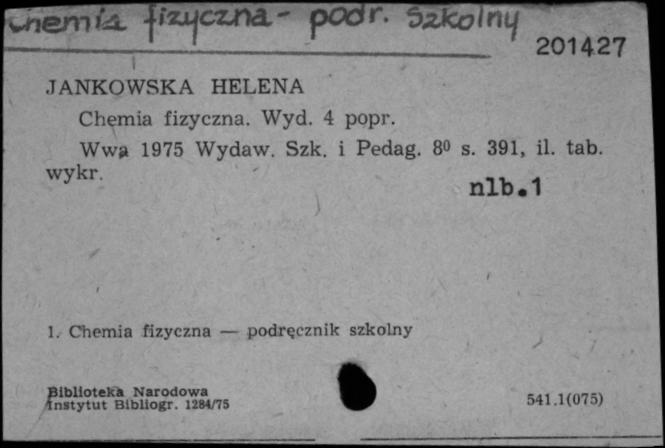 Chemia fizyczna - podr. Szkolny
201427
JANKOWSKA HELENA
Chemia fizyczna. Wyd. 4 popr.
Wwa 1975 Wydaw. Szk. i Pedag. 8⁰ s. 391, il. tab.
wykr.
nlb.1
1. Chemia fizyczna — podręcznik szkolny
Biblioteka Narodowa
Instytut Bibliogr. 1284/75
541.1(075)